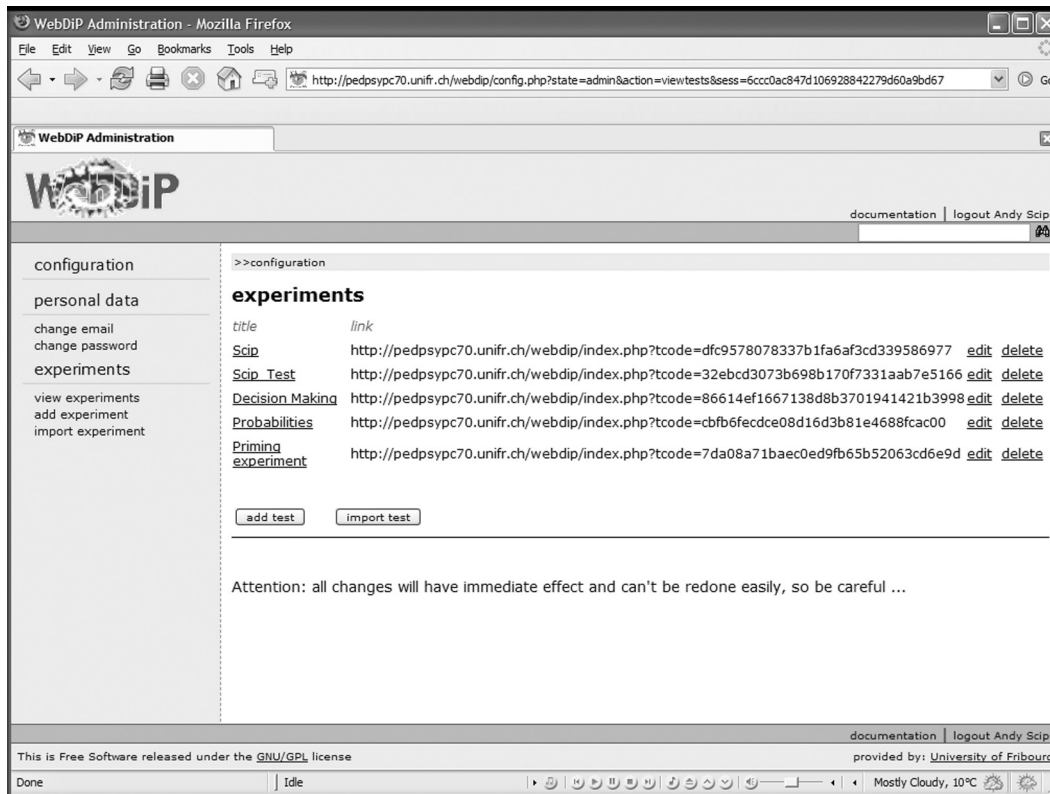 WebDiP Administration - Mozilla Firefox
File Edit View Go Bookmarks Tools Help
http://pedpsypc70.unifr.ch/webdip/config.php?state=admin&action=viewtests&sess=6ccc0ac847d106928842279d60a9bd67 Go
WebDiP Administration
WebDiP
documentation | logout Andy Scip
configuration
personal data
change email
change password
experiments
view experiments
add experiment
import experiment
>>configuration
experiments
title link
Scip http://pedpsypc70.unifr.ch/webdip/index.php?tcode=dfc9578078337b1fa6af3cd339586977 edit delete
Scip Test http://pedpsypc70.unifr.ch/webdip/index.php?tcode=32ebcd3073b698b170f7331aab7e5166 edit delete
Decision Making http://pedpsypc70.unifr.ch/webdip/index.php?tcode=86614ef1667138d8b3701941421b3998 edit delete
Probabilities http://pedpsypc70.unifr.ch/webdip/index.php?tcode=cbfb6fecdce08d16d3b81e4688fcac00 edit delete
Priming experiment http://pedpsypc70.unifr.ch/webdip/index.php?tcode=7da08a71baec0ed9fb65b52063cd6e9d edit delete
add test import test
Attention: all changes will have immediate effect and can't be redone easily, so be careful ...
documentation | logout Andy Scip
This is Free Software released under the GNU/GPL license provided by: University of Fribourg
Done Idle Mostly Cloudy, 10°C